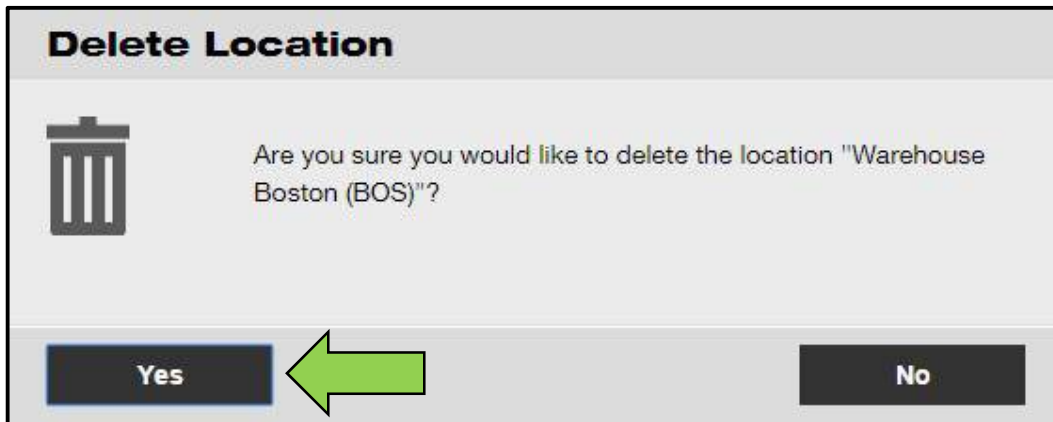 Delete Location
Are you sure you would like to delete the location "Warehouse
Boston (BOS)"?
Yes
No